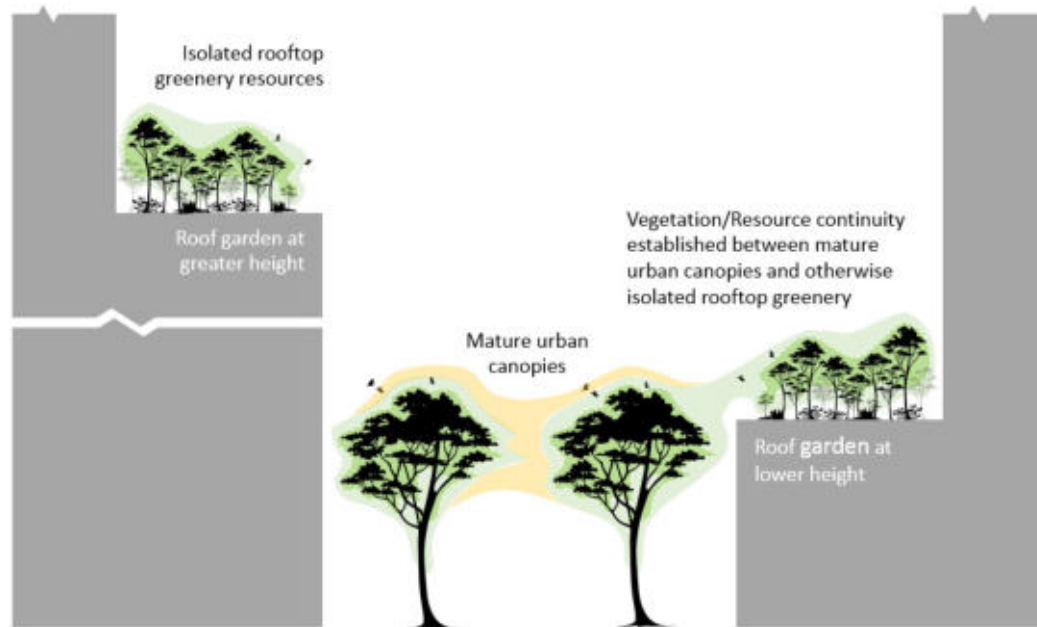 Isolated rooftop
greenery resources
Roof garden at
greater height
Vegetation/Resource continuity
established between mature
urban canopies and otherwise
isolated rooftop greenery
Mature urban
canopies
Roof garden at
lower height